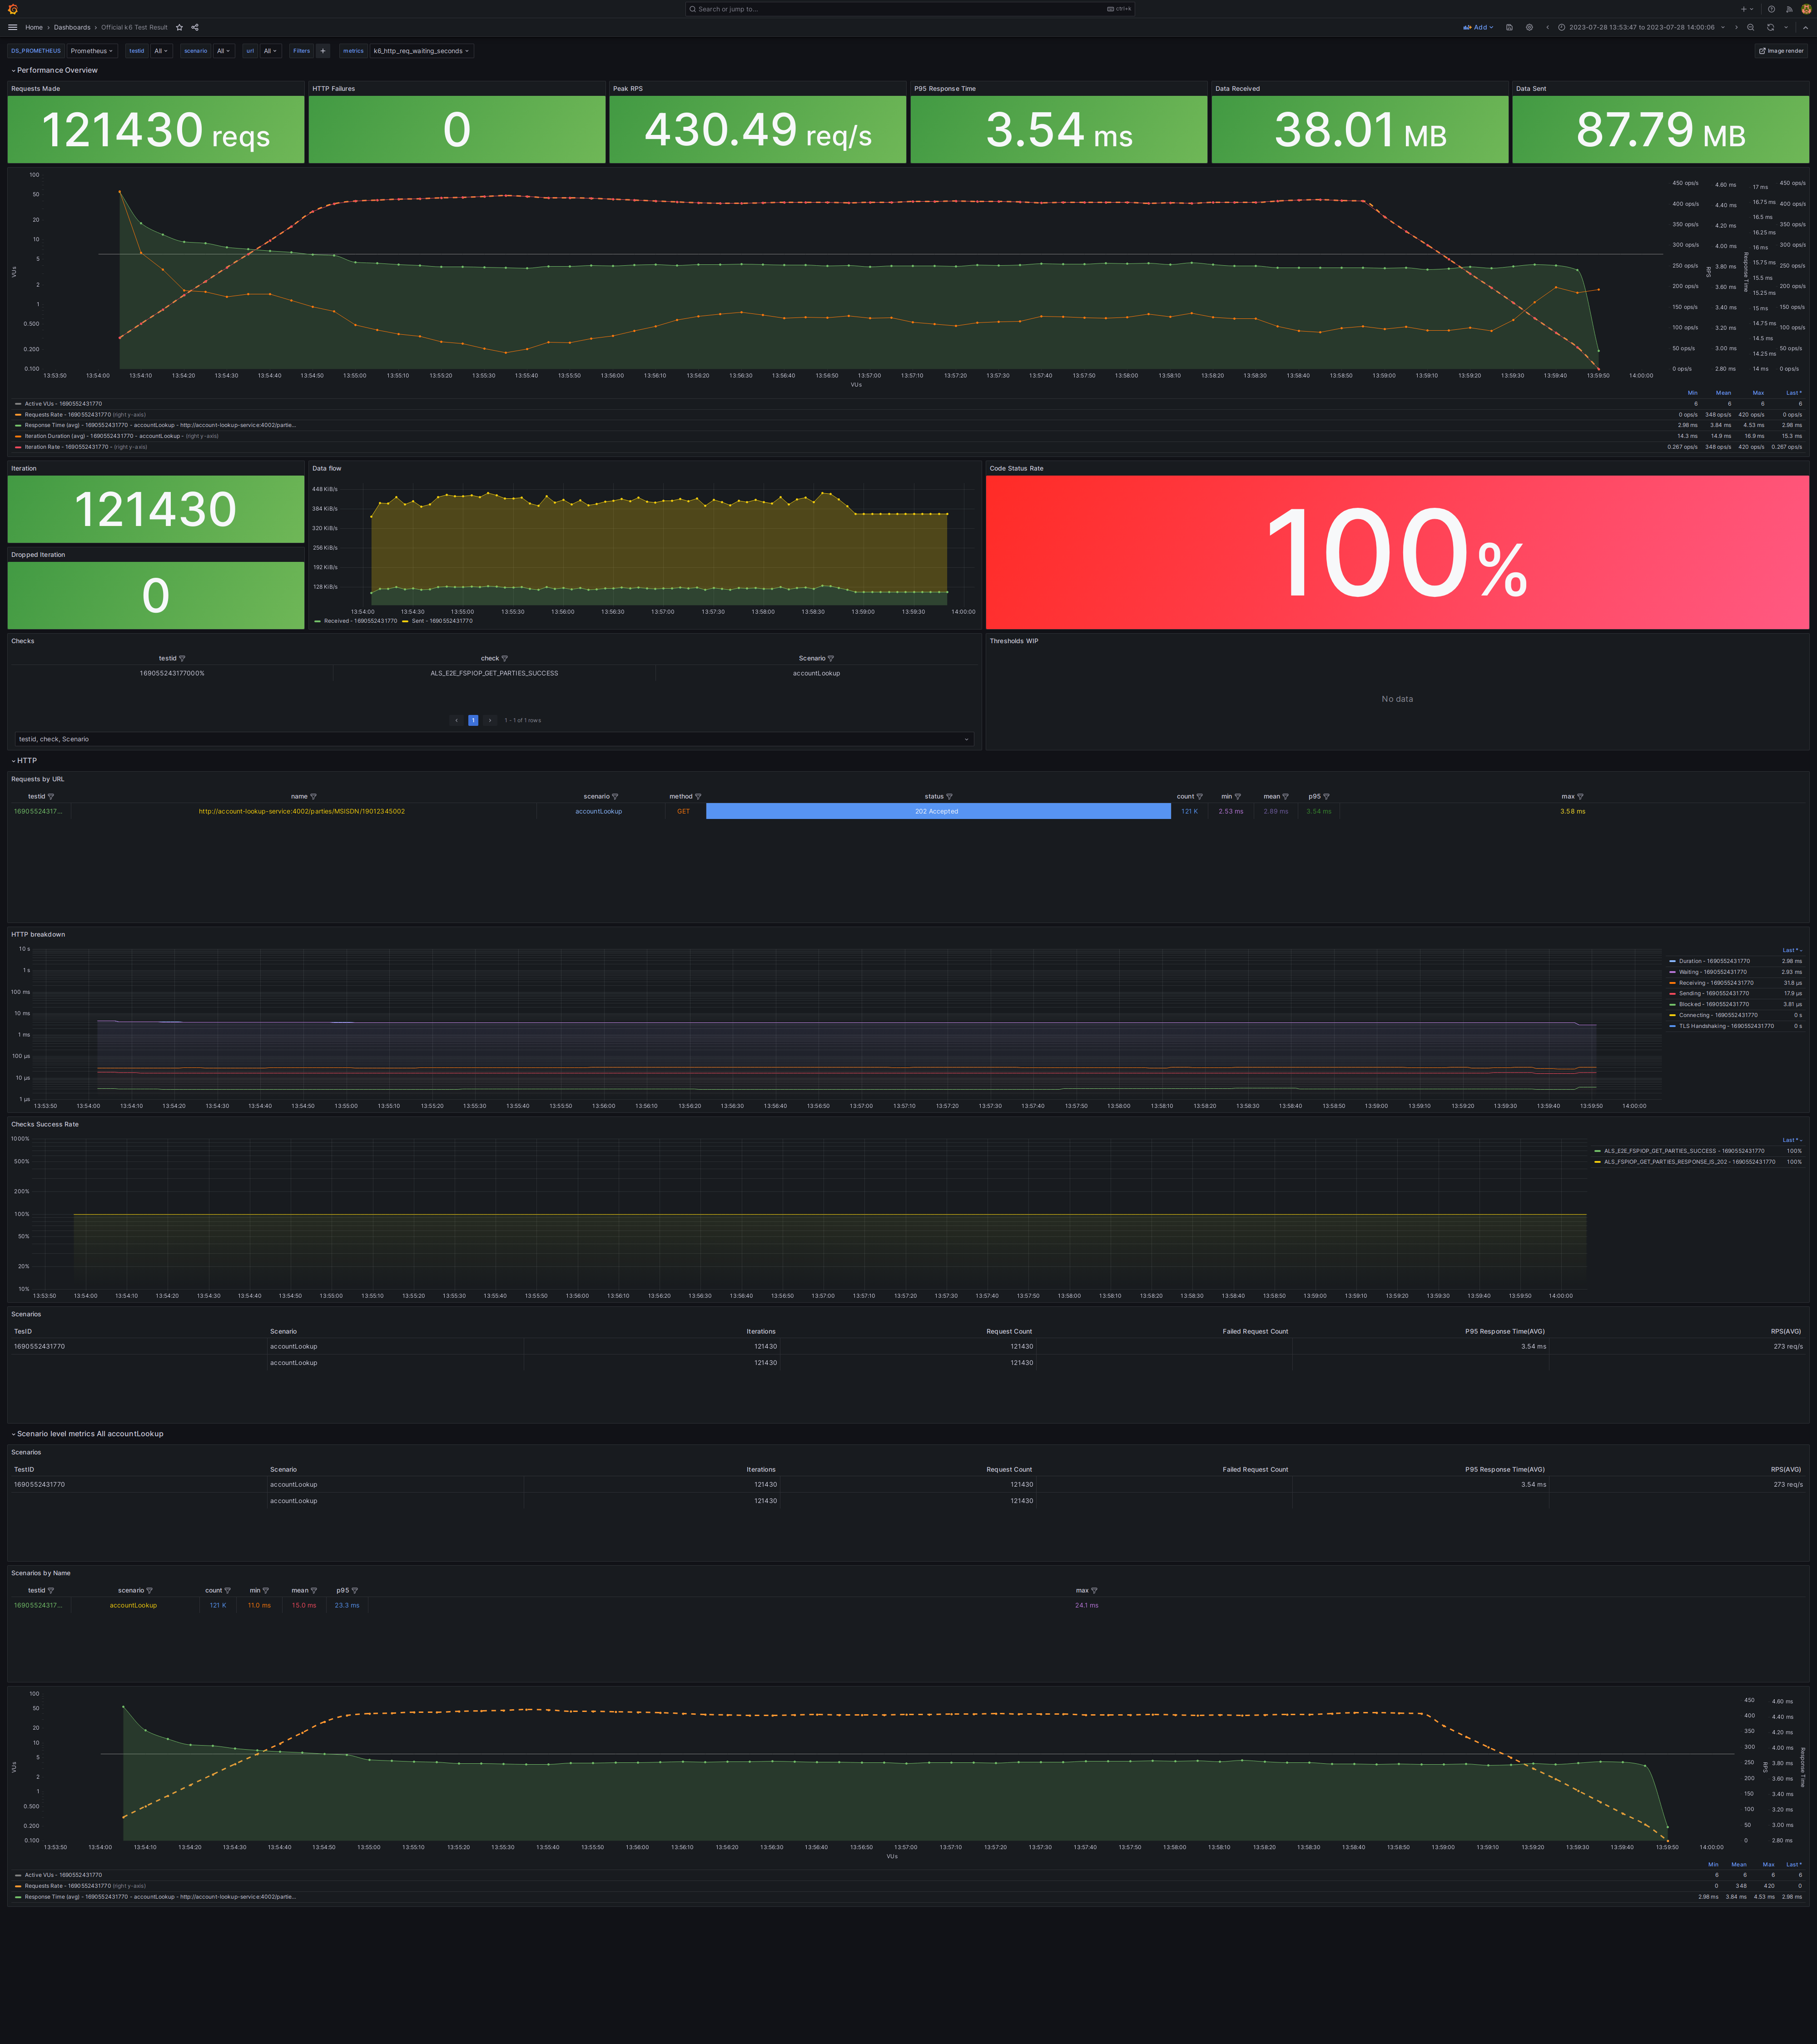 Search or jump to... ctrl+k
Home › Dashboards › Official k6 Test Result
Add
2023-07-28 13:53:47 to 2023-07-28 14:00:06
DS_PROMETHEUS Prometheus testid All scenario All url All Filters + metrics k6_http_req_waiting_seconds Image render
Performance Overview
Requests Made HTTP Failures Peak RPS P95 Response Time Data Received Data Sent
121430 reqs 0 430.49 req/s 3.54 ms 38.01 MB 87.79 MB
100 50 20 10 5 2 1 0.500 0.200 0.100
VUs
450 ops/s 400 ops/s 350 ops/s 300 ops/s 250 ops/s 200 ops/s 150 ops/s 100 ops/s 50 ops/s 0 ops/s
RPS
4.60 ms 4.40 ms 4.20 ms 4.00 ms 3.80 ms 3.60 ms 3.40 ms 3.20 ms 3.00 ms 2.80 ms
Response Time
17 ms 16.75 ms 16.5 ms 16.25 ms 16 ms 15.75 ms 15.5 ms 15.25 ms 15 ms 14.75 ms 14.5 ms 14.25 ms 14 ms
450 ops/s 400 ops/s 350 ops/s 300 ops/s 250 ops/s 200 ops/s 150 ops/s 100 ops/s 50 ops/s 0 ops/s
13:53:50 13:54:00 13:54:10 13:54:20 13:54:30 13:54:40 13:54:50 13:55:00 13:55:10 13:55:20 13:55:30 13:55:40 13:55:50 13:56:00 13:56:10 13:56:20 13:56:30 13:56:40 13:56:50 13:57:00 13:57:10 13:57:20 13:57:30 13:57:40 13:57:50 13:58:00 13:58:10 13:58:20 13:58:30 13:58:40 13:58:50 13:59:00 13:59:10 13:59:20 13:59:30 13:59:40 13:59:50 14:00:00
VUs
Min Mean Max Last *
Active VUs - 1690552431770 6 6 6 6
Requests Rate - 1690552431770 (right y-axis) 0 ops/s 348 ops/s 420 ops/s 0 ops/s
Response Time (avg) - 1690552431770 - accountLookup - http://account-lookup-service:4002/partie... 2.98 ms 3.84 ms 4.53 ms 2.98 ms
Iteration Duration (avg) - 1690552431770 - accountLookup - (right y-axis) 14.3 ms 14.9 ms 16.9 ms 15.3 ms
Iteration Rate - 1690552431770 - (right y-axis) 0.267 ops/s 348 ops/s 420 ops/s 0.267 ops/s
Iteration Data flow Code Status Rate
121430
Dropped Iteration
0
448 KiB/s
384 KiB/s
320 KiB/s
256 KiB/s
192 KiB/s
128 KiB/s
13:54:00 13:54:30 13:55:00 13:55:30 13:56:00 13:56:30 13:57:00 13:57:30 13:58:00 13:58:30 13:59:00 13:59:30 14:00:00
Received - 1690552431770 Sent - 1690552431770
100%
Checks Thresholds WIP
testid check Scenario
169055243177000% ALS_E2E_FSPIOP_GET_PARTIES_SUCCESS accountLookup
No data
‹ 1 › 1 - 1 of 1 rows
testid, check, Scenario
HTTP
Requests by URL
testid name scenario method status count min mean p95 max
16905524317... http://account-lookup-service:4002/parties/MSISDN/19012345002 accountLookup GET 202 Accepted 121 K 2.53 ms 2.89 ms 3.54 ms 3.58 ms
HTTP breakdown
10 s
1 s
100 ms
10 ms
1 ms
100 µs
10 µs
1 µs
13:53:50 13:54:00 13:54:10 13:54:20 13:54:30 13:54:40 13:54:50 13:55:00 13:55:10 13:55:20 13:55:30 13:55:40 13:55:50 13:56:00 13:56:10 13:56:20 13:56:30 13:56:40 13:56:50 13:57:00 13:57:10 13:57:20 13:57:30 13:57:40 13:57:50 13:58:00 13:58:10 13:58:20 13:58:30 13:58:40 13:58:50 13:59:00 13:59:10 13:59:20 13:59:30 13:59:40 13:59:50 14:00:00
Last *
Duration - 1690552431770 2.98 ms
Waiting - 1690552431770 2.93 ms
Receiving - 1690552431770 31.8 µs
Sending - 1690552431770 17.9 µs
Blocked - 1690552431770 3.81 µs
Connecting - 1690552431770 0 s
TLS Handshaking - 1690552431770 0 s
Checks Success Rate
1000%
500%
200%
100%
50%
20%
10%
13:53:50 13:54:00 13:54:10 13:54:20 13:54:30 13:54:40 13:54:50 13:55:00 13:55:10 13:55:20 13:55:30 13:55:40 13:55:50 13:56:00 13:56:10 13:56:20 13:56:30 13:56:40 13:56:50 13:57:00 13:57:10 13:57:20 13:57:30 13:57:40 13:57:50 13:58:00 13:58:10 13:58:20 13:58:30 13:58:40 13:58:50 13:59:00 13:59:10 13:59:20 13:59:30 13:59:40 13:59:50 14:00:00
Last *
ALS_E2E_FSPIOP_GET_PARTIES_SUCCESS - 1690552431770 100%
ALS_FSPIOP_GET_PARTIES_RESPONSE_IS_202 - 1690552431770 100%
Scenarios
TesID Scenario Iterations Request Count Failed Request Count P95 Response Time(AVG) RPS(AVG)
1690552431770 accountLookup 121430 121430 3.54 ms 273 req/s
accountLookup 121430 121430
Scenario level metrics All accountLookup
Scenarios
TestID Scenario Iterations Request Count Failed Request Count P95 Response Time(AVG) RPS(AVG)
1690552431770 accountLookup 121430 121430 3.54 ms 273 req/s
accountLookup 121430 121430
Scenarios by Name
testid scenario count min mean p95 max
16905524317... accountLookup 121 K 11.0 ms 15.0 ms 23.3 ms 24.1 ms
100 50 20 10 5 2 1 0.500 0.200 0.100
VUs
450 400 350 300 250 200 150 100 50 0
RPS
4.60 ms 4.40 ms 4.20 ms 4.00 ms 3.80 ms 3.60 ms 3.40 ms 3.20 ms 3.00 ms 2.80 ms
Response Time
13:53:50 13:54:00 13:54:10 13:54:20 13:54:30 13:54:40 13:54:50 13:55:00 13:55:10 13:55:20 13:55:30 13:55:40 13:55:50 13:56:00 13:56:10 13:56:20 13:56:30 13:56:40 13:56:50 13:57:00 13:57:10 13:57:20 13:57:30 13:57:40 13:57:50 13:58:00 13:58:10 13:58:20 13:58:30 13:58:40 13:58:50 13:59:00 13:59:10 13:59:20 13:59:30 13:59:40 13:59:50 14:00:00
VUs
Min Mean Max Last *
Active VUs - 1690552431770 6 6 6 6
Requests Rate - 1690552431770 (right y-axis) 0 348 420 0
Response Time (avg) - 1690552431770 - accountLookup - http://account-lookup-service:4002/partie... 2.98 ms 3.84 ms 4.53 ms 2.98 ms